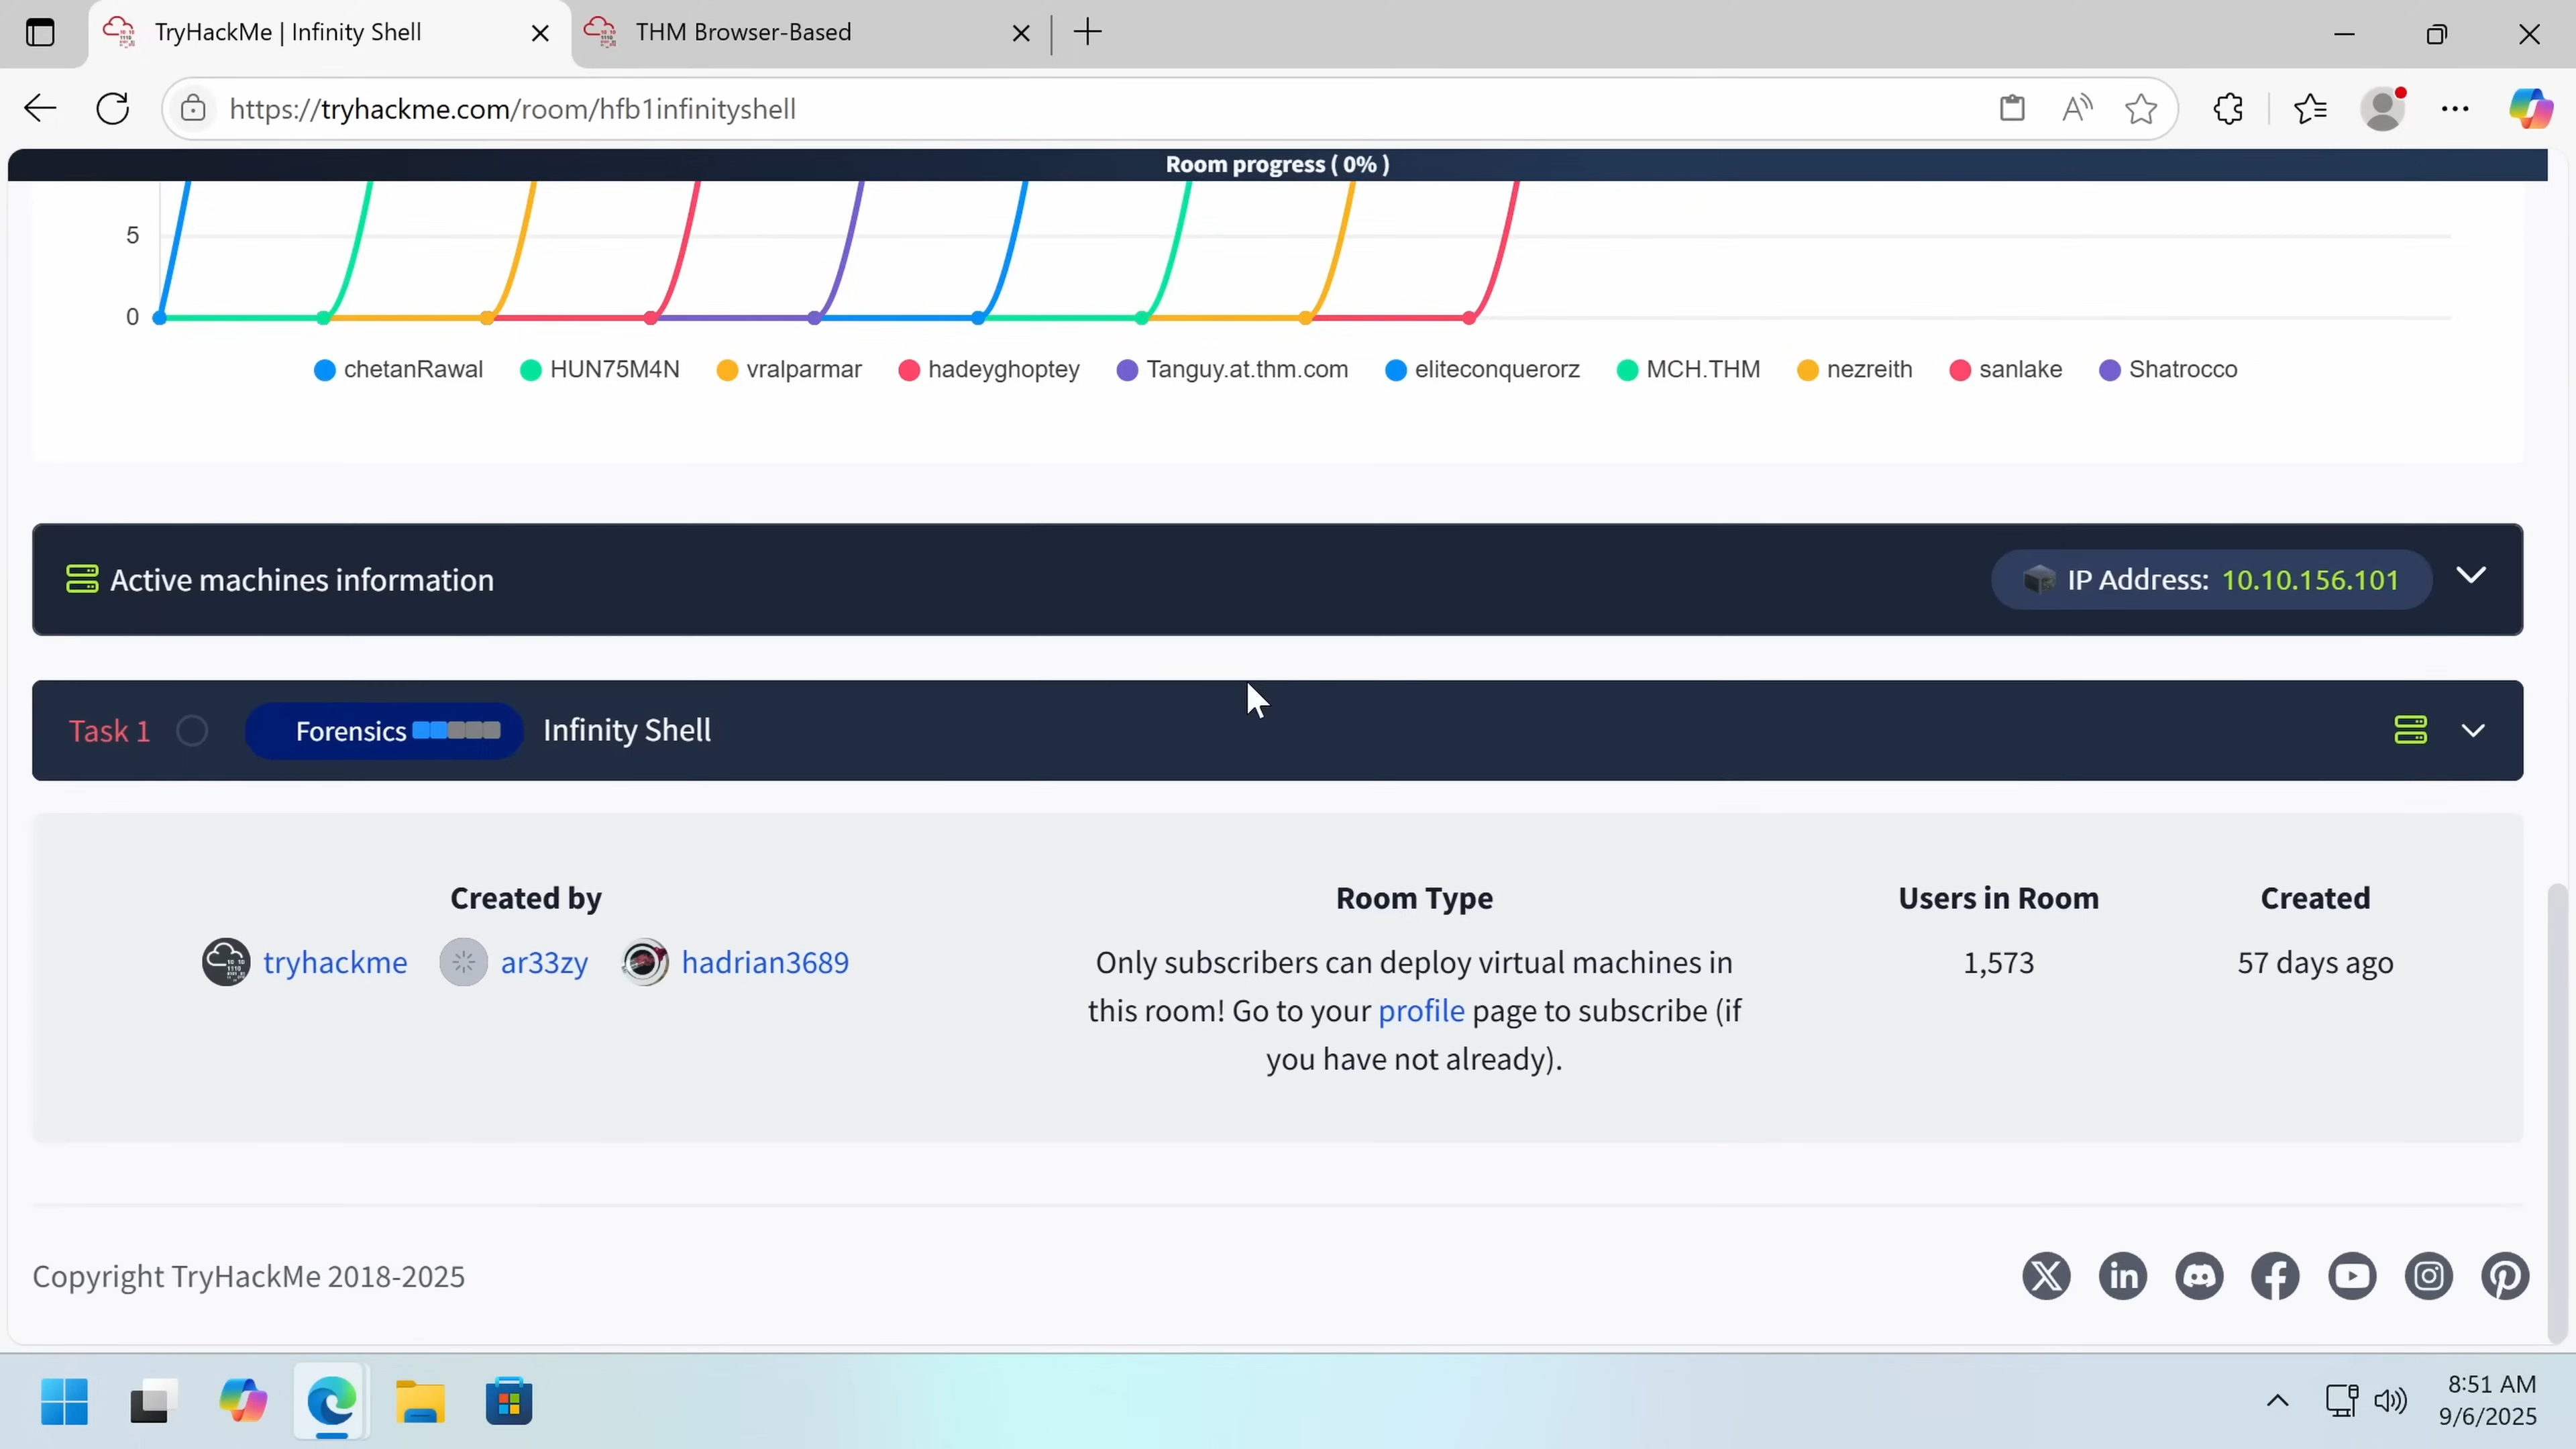 TryHackMe | Infinity Shell
THM Browser-Based
https://tryhackme.com/room/hfb1infinityshell
Room progress ( 0% )
5
0
chetanRawal
HUN75M4N
vralparmar
hadeyghoptey
Tanguy.at.thm.com
eliteconquerorz
MCH.THM
nezreith
sanlake
Shatrocco
Active machines information
IP Address: 10.10.156.101
Task 1
Forensics
Infinity Shell
Created by
tryhackme
ar33zy
hadrian3689
Room Type
Only subscribers can deploy virtual machines in
this room! Go to your profile page to subscribe (if
you have not already).
Users in Room
1,573
Created
57 days ago
Copyright TryHackMe 2018-2025
8:51 AM
9/6/2025